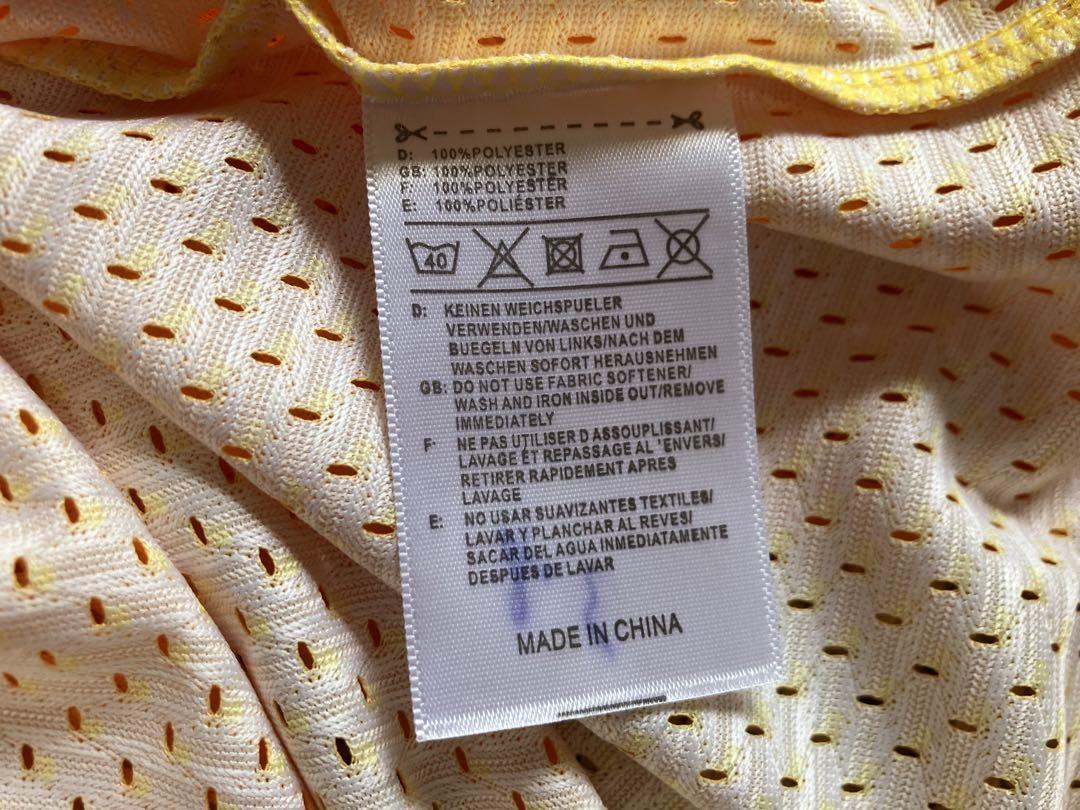 D: 100%POLYESTER
GB: 100%POLYESTER
F: 100%POLYESTER
E: 100%POLIÉSTER
40
D: KEINEN WEICHSPUELER
VERWENDEN/WASCHEN UND
BUEGELN VON LINKS/NACH DEM
WASCHEN SOFORT HERAUSNEHMEN
GB: DO NOT USE FABRIC SOFTENER/
WASH AND IRON INSIDE OUT/REMOVE
IMMEDIATELY
F: NE PAS UTILISER D ASSOUPLISSANT/
LAVAGE ET REPASSAGE AL 'ENVERS/
RETIRER RAPIDEMENT APRES
LAVAGE
E: NO USAR SUAVIZANTES TEXTILES/
LAVAR Y PLANCHAR AL REVES/
SACAR DEL AGUA INMEDIATAMENTE
DESPUES DE LAVAR
MADE IN CHINA